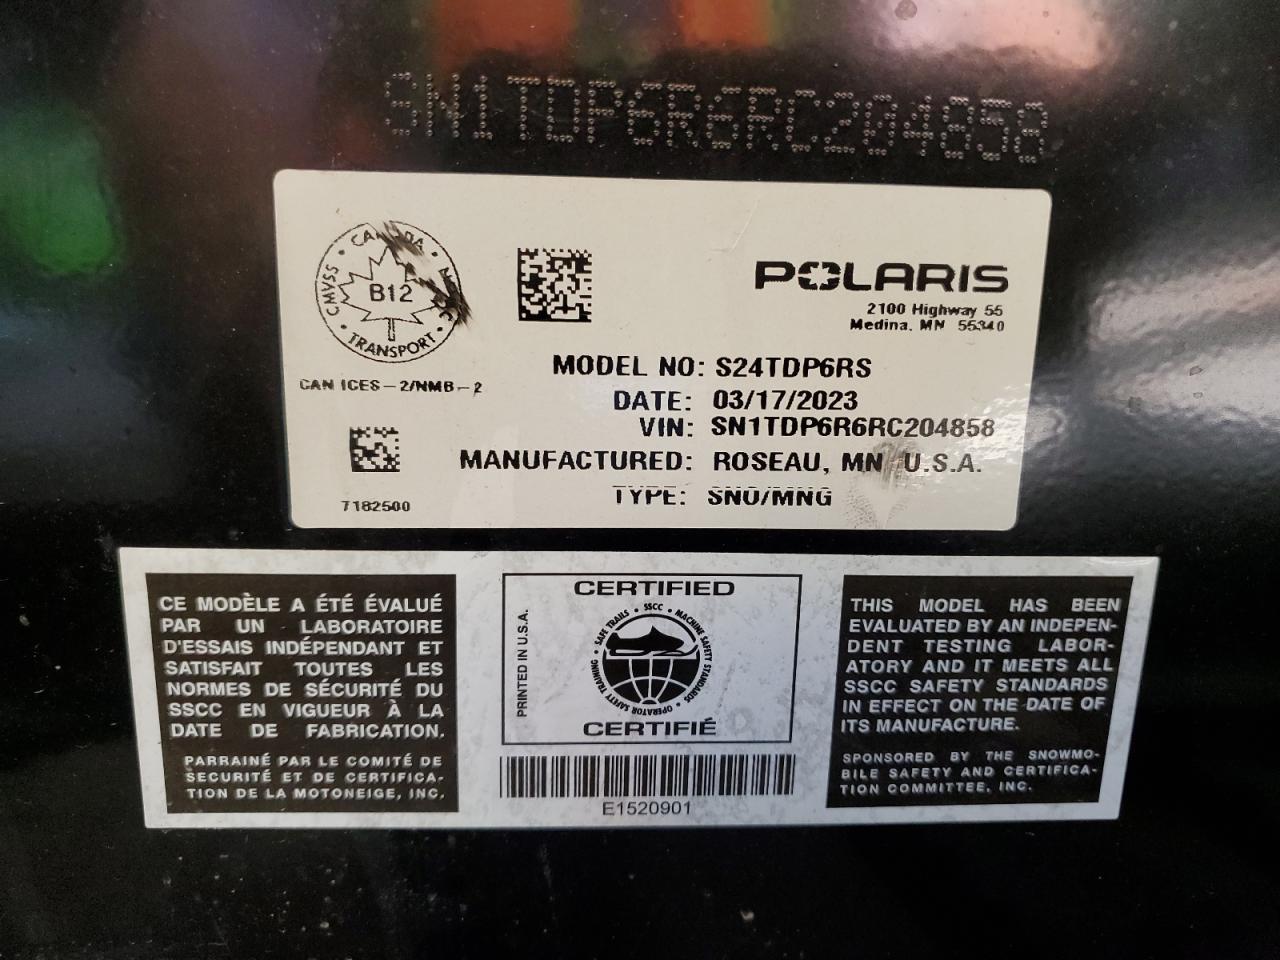 SN1TDP6R6RC204858
CANADA
CMVSS
B12
TRANSPORT
CAN ICES-2/NMB-2
7182500
POLARIS
2100 Highway 55
Medina, MN 55340
MODEL NO: S24TDP6RS
DATE: 03/17/2023
VIN: SN1TDP6R6RC204858
MANUFACTURED: ROSEAU, MN U.S.A.
TYPE: SNO/MNG
CE MODÈLE A ÉTÉ ÉVALUÉ
PAR UN LABORATOIRE
D'ESSAIS INDÉPENDANT ET
SATISFAIT TOUTES LES
NORMES DE SÉCURITÉ DU
SSCC EN VIGUEUR À LA
DATE DE FABRICATION.
PARRAINÉ PAR LE COMITÉ DE
SÉCURITÉ ET DE CERTIFICA-
TION DE LA MOTONEIGE, INC.
CERTIFIED
PRINTED IN U.S.A.
SAFE TRAILS • SSCC • MACHINE SAFETY STANDARDS • OPERATOR SAFETY TRAINING •
CERTIFIÉ
E1520901
THIS MODEL HAS BEEN
EVALUATED BY AN INDEPEN-
DENT TESTING LABOR-
ATORY AND IT MEETS ALL
SSCC SAFETY STANDARDS
IN EFFECT ON THE DATE OF
ITS MANUFACTURE.
SPONSORED BY THE SNOWMO-
BILE SAFETY AND CERTIFICA-
TION COMMITTEE, INC.